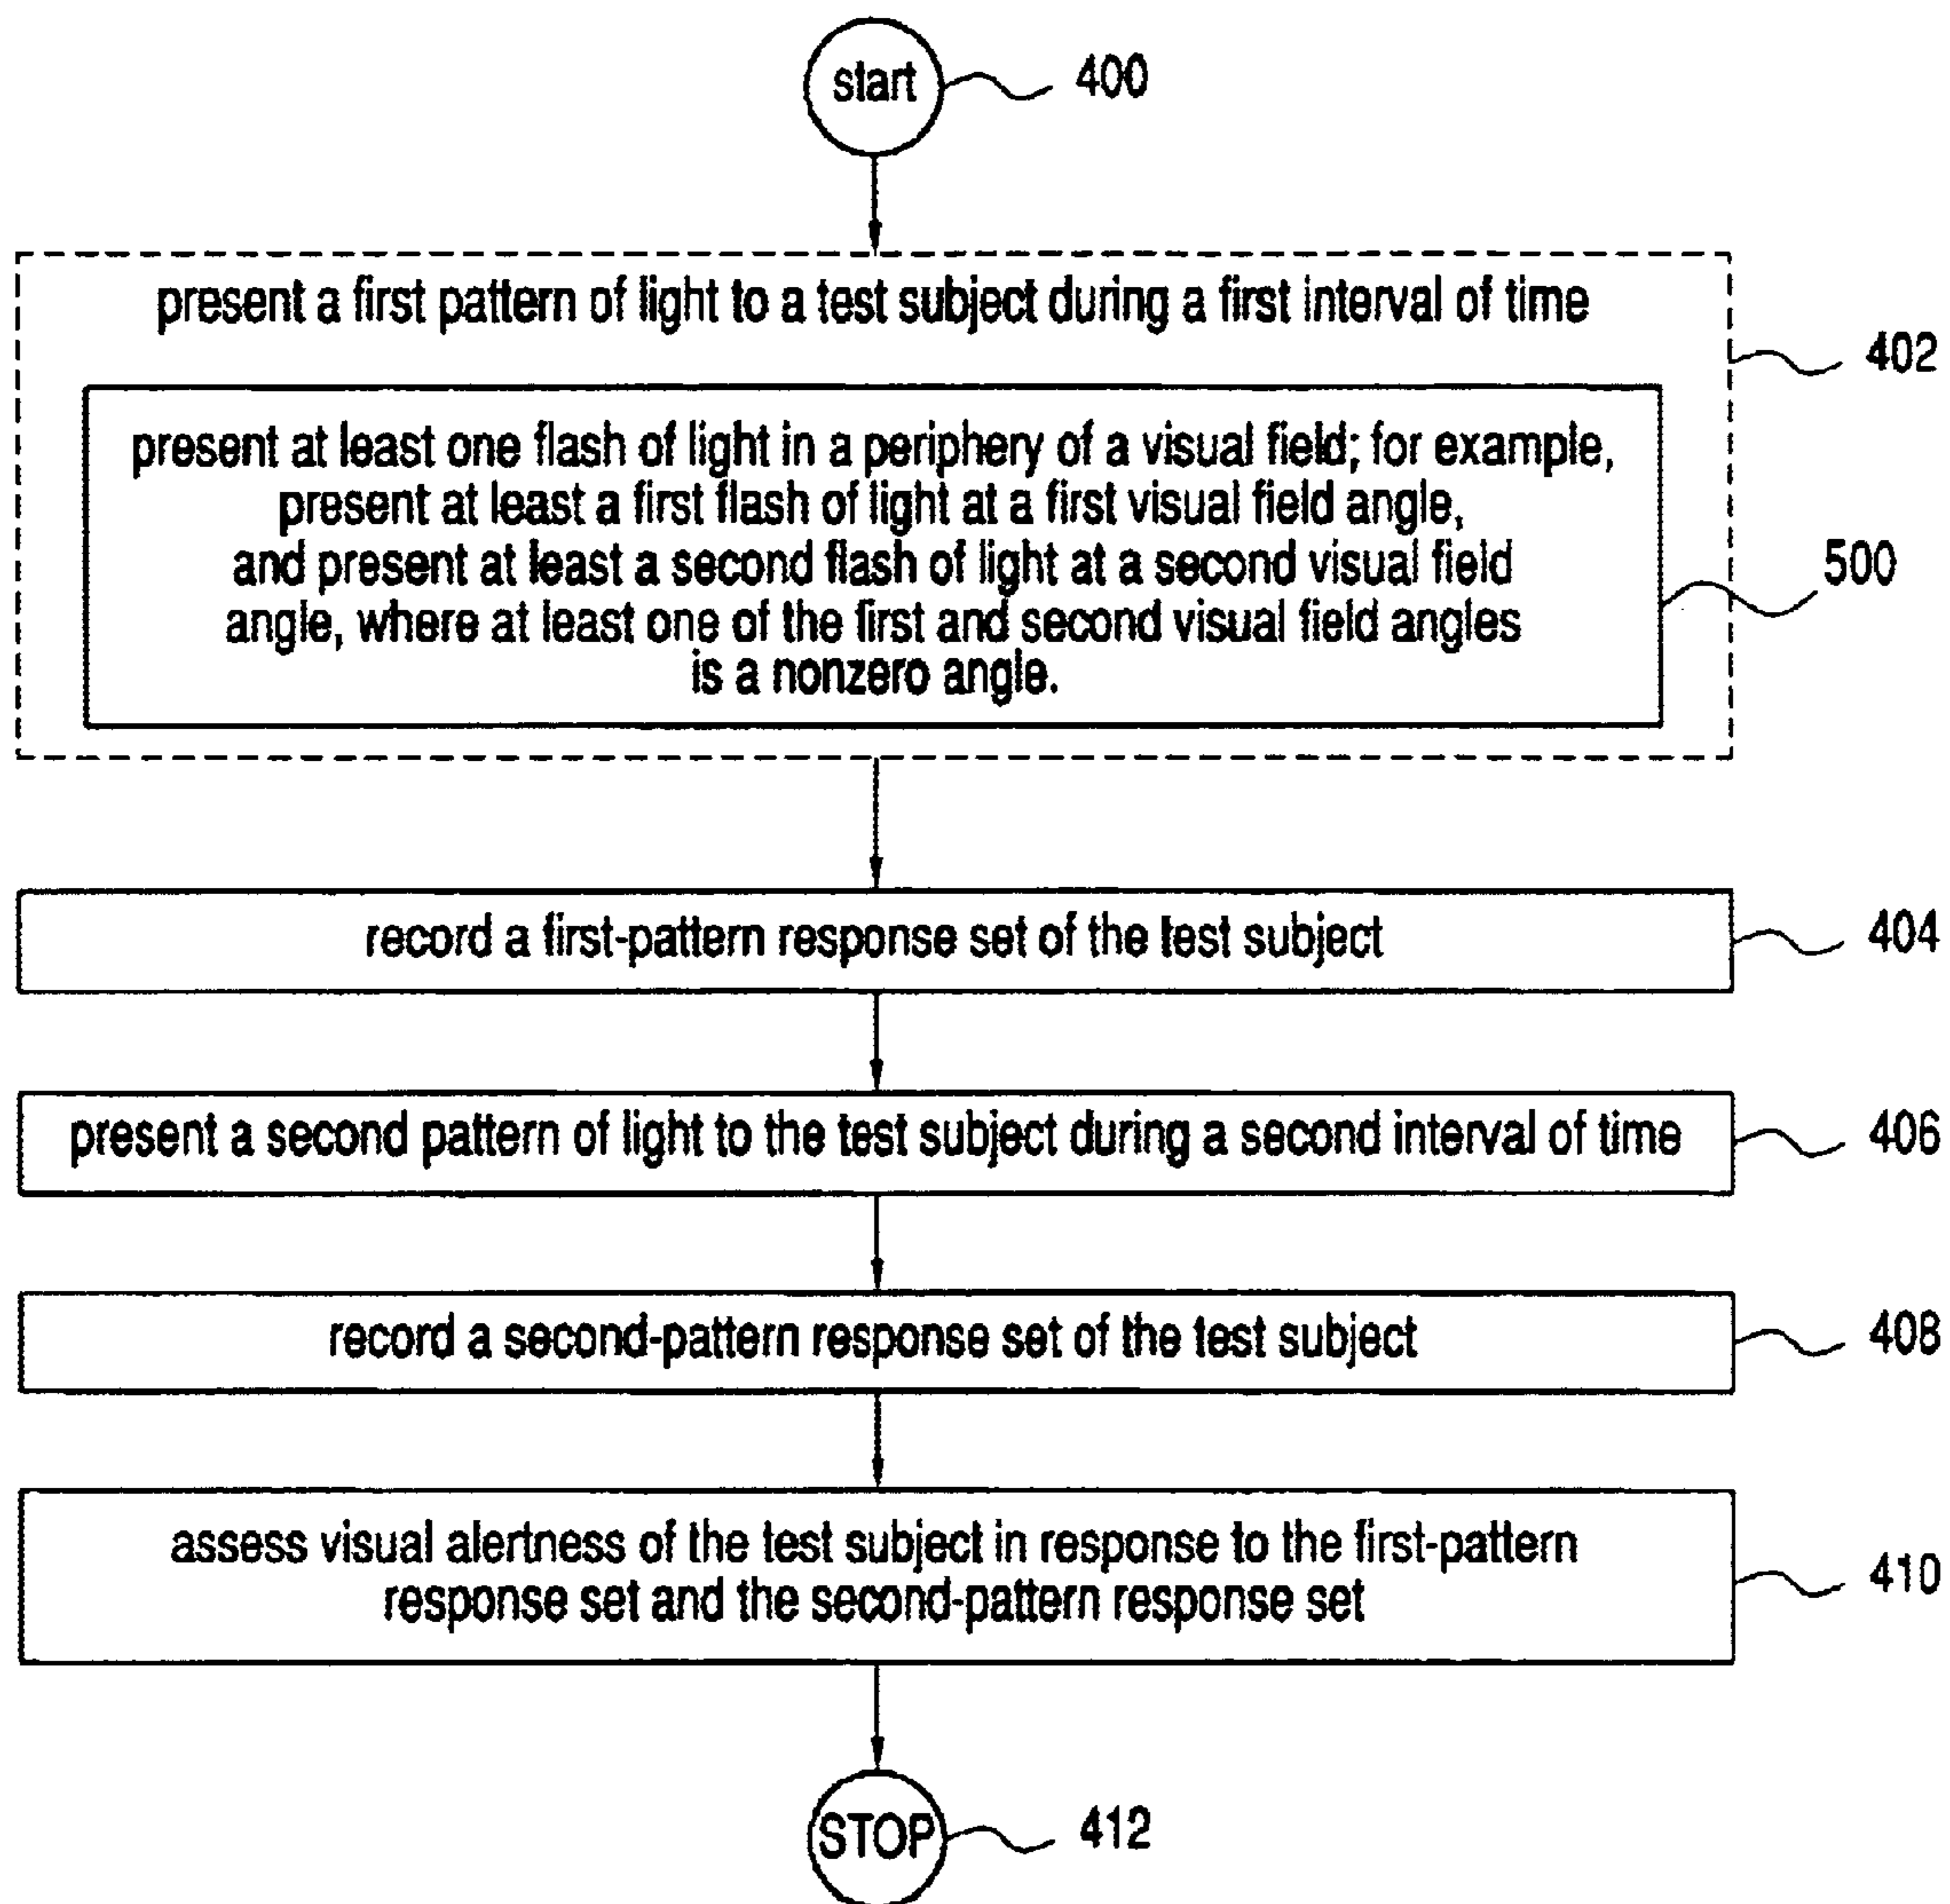 start
400
present a first pattern of light to a test subject during a first interval of time
402
present at least one flash of light in a periphery of a visual field; for example,
present at least a first flash of light at a first visual field angle,
and present at least a second flash of light at a second visual field
angle, where at least one of the first and second visual field angles
is a nonzero angle.
500
record a first-pattern response set of the test subject
404
present a second pattern of light to the test subject during a second interval of time
406
record a second-pattern response set of the test subject
408
assess visual alertness of the test subject in response to the first-pattern
response set and the second-pattern response set
410
STOP
412